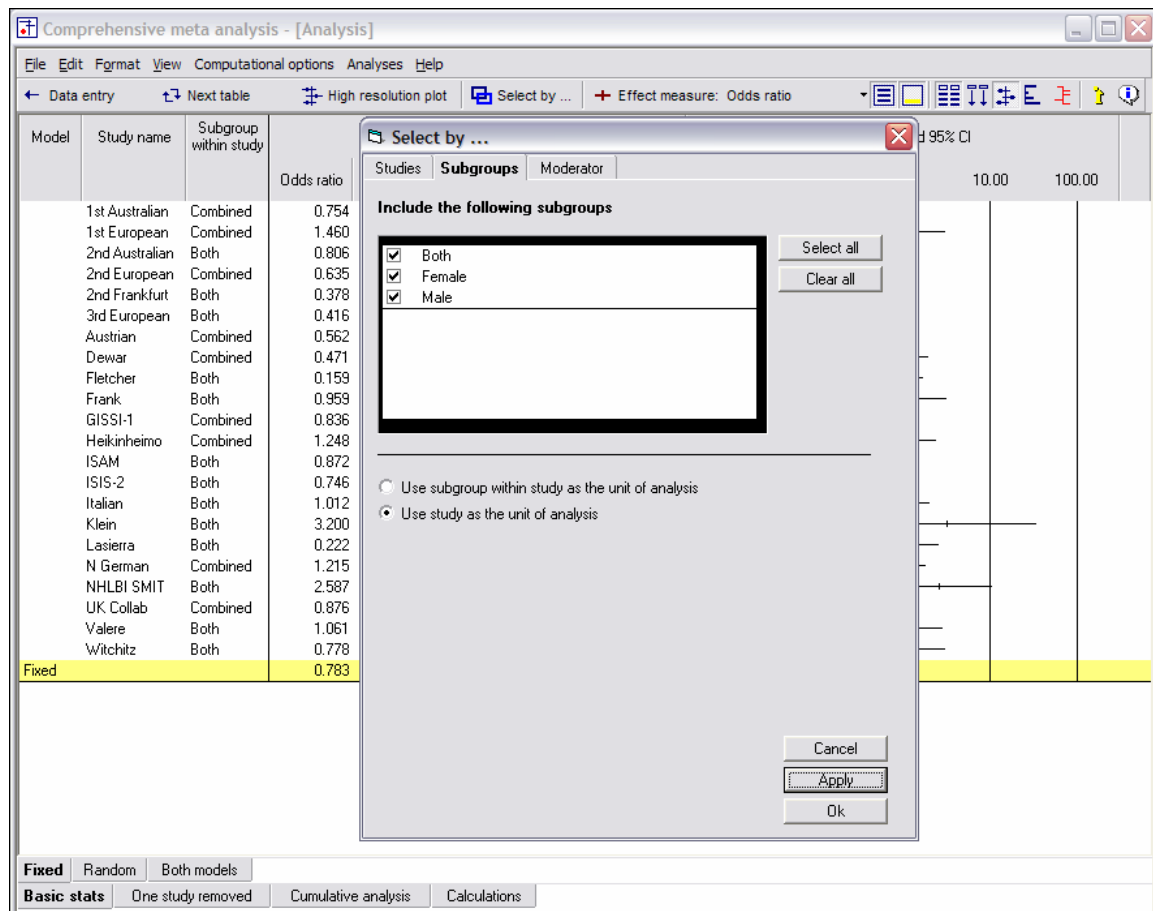 Comprehensive meta analysis - [Analysis]
File Edit Format View Computational options Analyses Help
Data entry Next table High resolution plot Select by ... Effect measure: Odds ratio
Model Study name Subgroup within study Odds ratio d 95% CI
10.00 100.00
1st Australian Combined 0.754
1st European Combined 1.460
2nd Australian Both 0.806
2nd European Combined 0.635
2nd Frankfurt Both 0.378
3rd European Both 0.416
Austrian Combined 0.562
Dewar Combined 0.471
Fletcher Both 0.159
Frank Both 0.959
GISSI-1 Combined 0.836
Heikinheimo Combined 1.248
ISAM Both 0.872
ISIS-2 Both 0.746
Italian Both 1.012
Klein Both 3.200
Lasierra Both 0.222
N German Combined 1.215
NHLBI SMIT Both 2.587
UK Collab Combined 0.876
Valere Both 1.061
Witchitz Both 0.778
Fixed 0.783
Select by ...
Studies Subgroups Moderator
Include the following subgroups
Both
Female
Male
Select all
Clear all
Use subgroup within study as the unit of analysis
Use study as the unit of analysis
Cancel
Apply
Ok
Fixed Random Both models
Basic stats One study removed Cumulative analysis Calculations